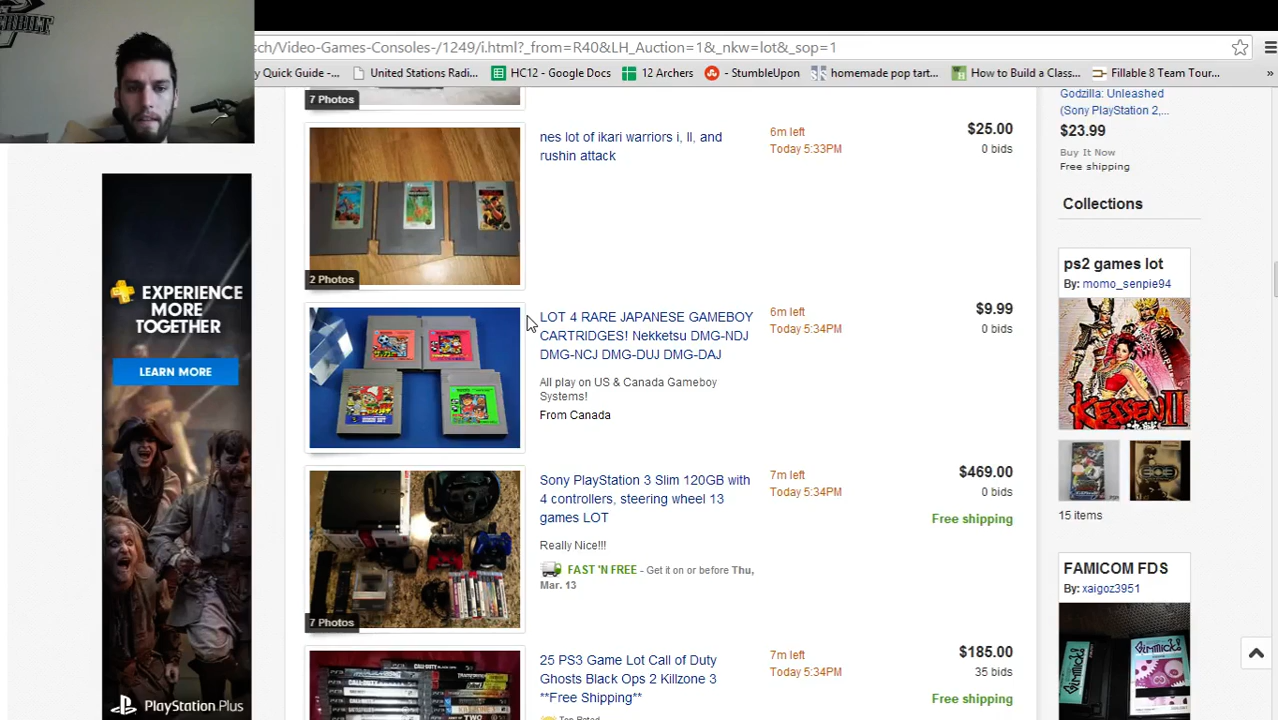 sch/Video-Games-Consoles-/1249/i.html?_from=R40&LH_Auction=1&_nkw=lot&_sop=1
y Quick Guide -...
United Stations Radi...
HC12 - Google Docs
12 Archers
- StumbleUpon
homemade pop tart...
How to Build a Class...
Fillable 8 Team Tour...
»
7 Photos
nes lot of ikari warriors i, ll, and
rushin attack
6m left
Today 5:33PM
$25.00
0 bids
2 Photos
LOT 4 RARE JAPANESE GAMEBOY
CARTRIDGES! Nekketsu DMG-NDJ
DMG-NCJ DMG-DUJ DMG-DAJ
All play on US & Canada Gameboy
Systems!
From Canada
6m left
Today 5:34PM
$9.99
0 bids
Sony PlayStation 3 Slim 120GB with
4 controllers, steering wheel 13
games LOT
Really Nice!!!
FAST 'N FREE - Get it on or before Thu,
Mar. 13
7m left
Today 5:34PM
$469.00
0 bids
Free shipping
7 Photos
25 PS3 Game Lot Call of Duty
Ghosts Black Ops 2 Killzone 3
**Free Shipping**
7m left
Today 5:34PM
$185.00
35 bids
Free shipping
EXPERIENCE
MORE
TOGETHER
LEARN MORE
PlayStation Plus
Godzilla: Unleashed
(Sony PlayStation 2,...
$23.99
Buy It Now
Free shipping
Collections
ps2 games lot
By: momo_senpie94
KESSEN II
15 items
FAMICOM FDS
By: xaigoz3951